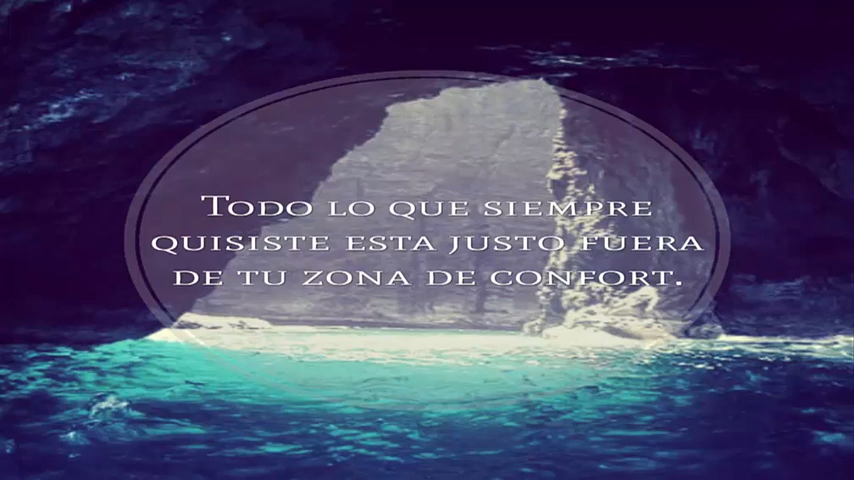 Todo lo que siempre
quisiste esta justo fuera
de tu zona de confort.